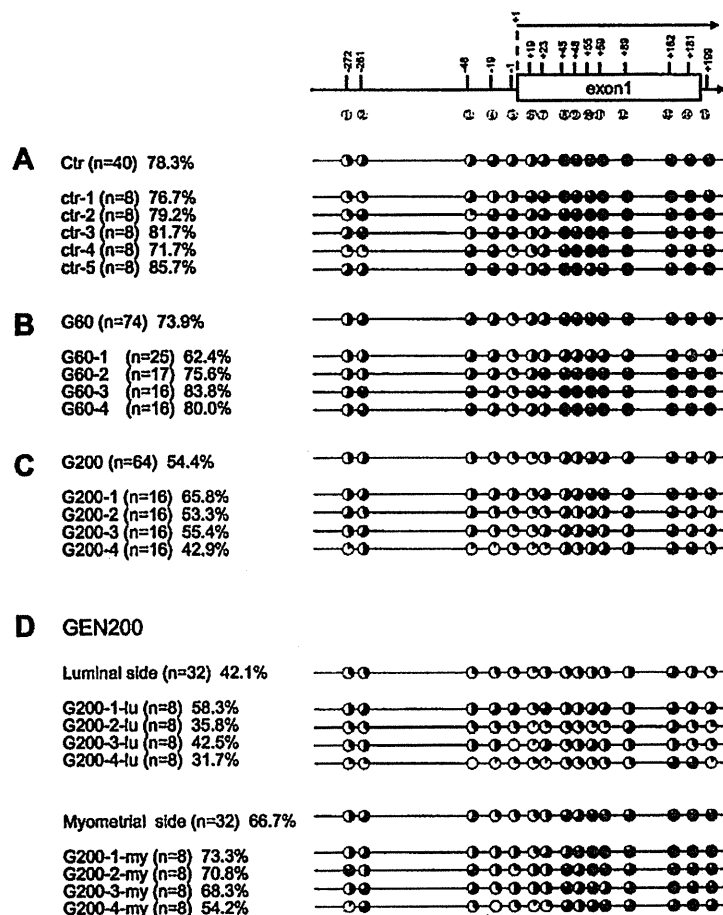 +1
-272 -261 -46 -19 -1 +19 +23 +45 +48 +55 +59 +89 +162 +181 +199
exon1
A Ctr (n=40) 78.3%
ctr-1 (n=8) 76.7%
ctr-2 (n=8) 79.2%
ctr-3 (n=8) 81.7%
ctr-4 (n=8) 71.7%
ctr-5 (n=8) 85.7%
B G60 (n=74) 73.9%
G60-1 (n=25) 62.4%
G60-2 (n=17) 75.6%
G60-3 (n=16) 83.8%
G60-4 (n=16) 80.0%
C G200 (n=64) 54.4%
G200-1 (n=16) 65.8%
G200-2 (n=16) 53.3%
G200-3 (n=16) 55.4%
G200-4 (n=16) 42.9%
D GEN200
Luminal side (n=32) 42.1%
G200-1-lu (n=8) 58.3%
G200-2-lu (n=8) 35.8%
G200-3-lu (n=8) 42.5%
G200-4-lu (n=8) 31.7%
Myometrial side (n=32) 66.7%
G200-1-my (n=8) 73.3%
G200-2-my (n=8) 70.8%
G200-3-my (n=8) 68.3%
G200-4-my (n=8) 54.2%